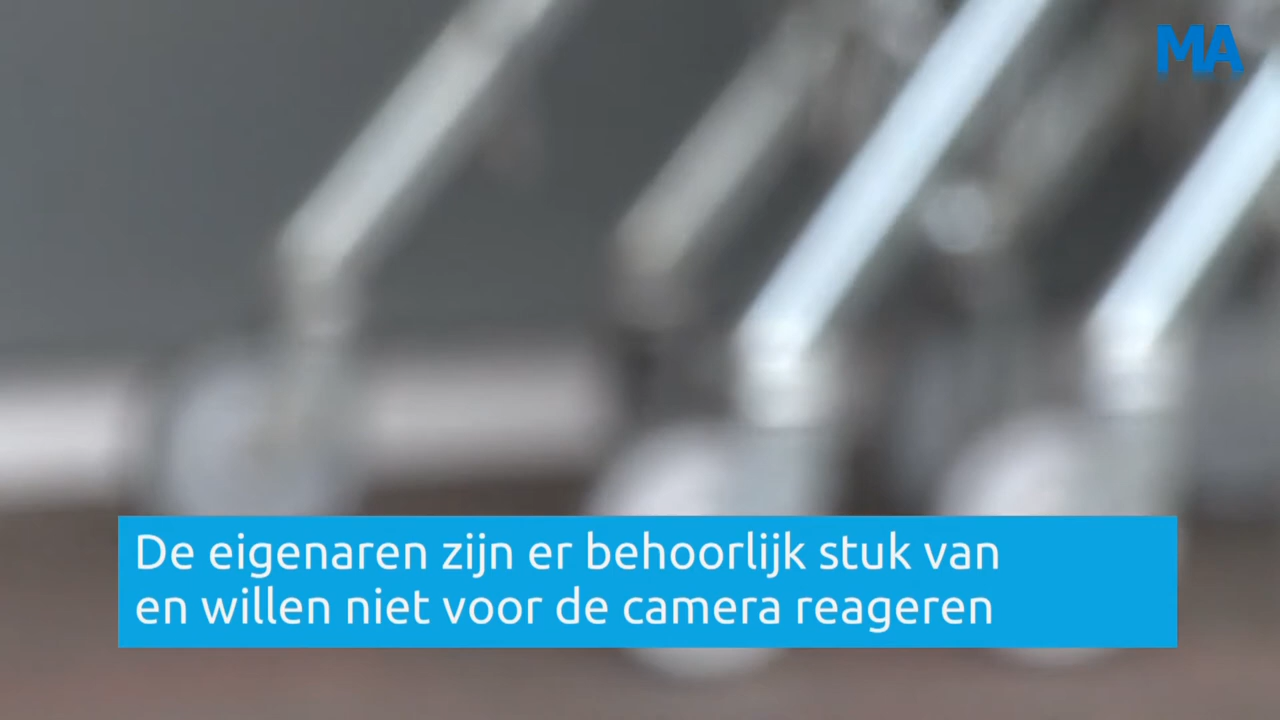 MA
De eigenaren zijn er behoorlijk stuk van
en willen niet voor de camera reageren